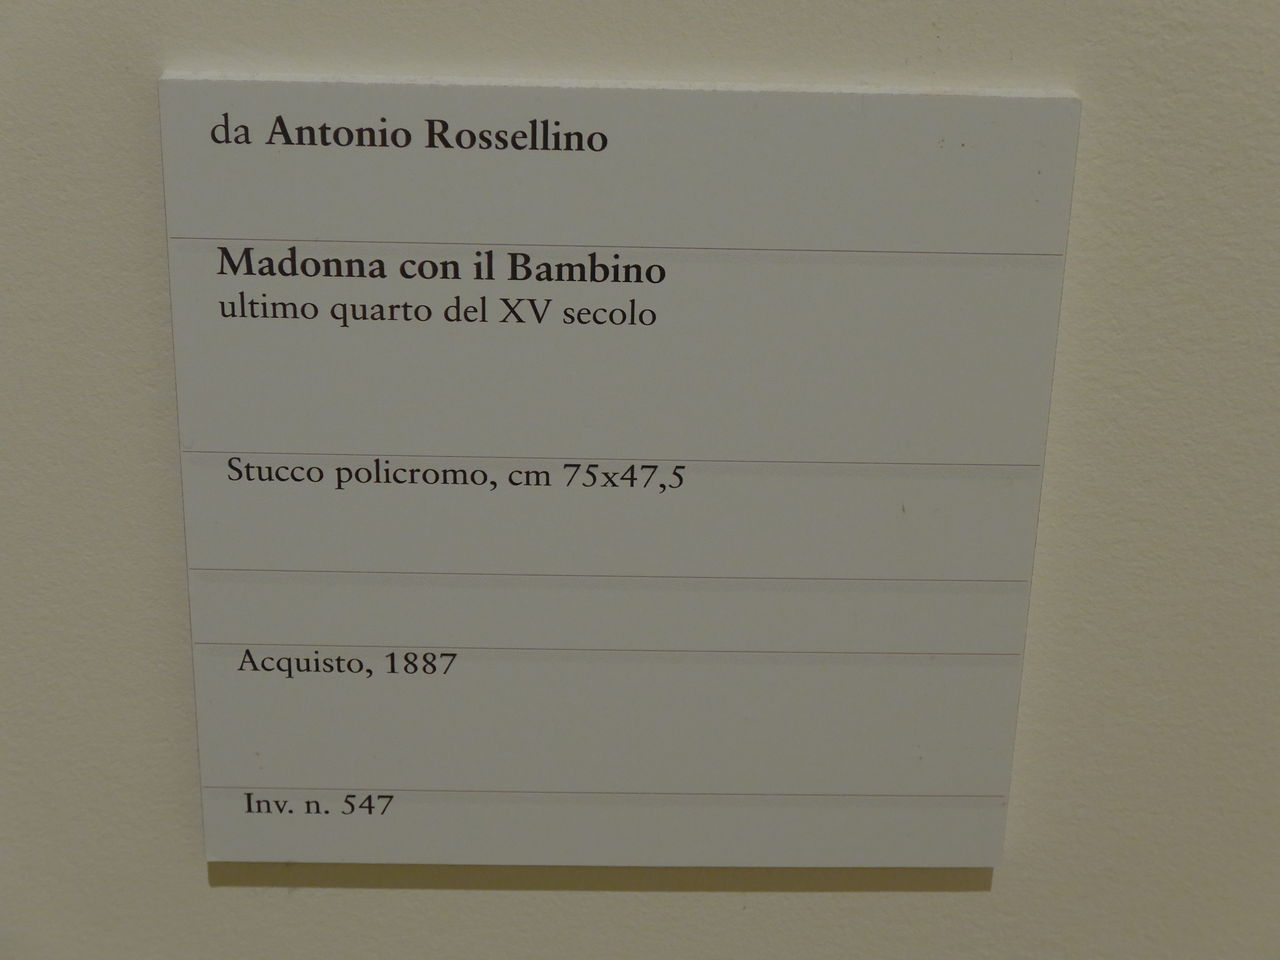 da Antonio Rossellino
Madonna con il Bambino
ultimo quarto del XV secolo
Stucco policromo, cm 75x47,5
Acquisto, 1887
Inv. n. 547